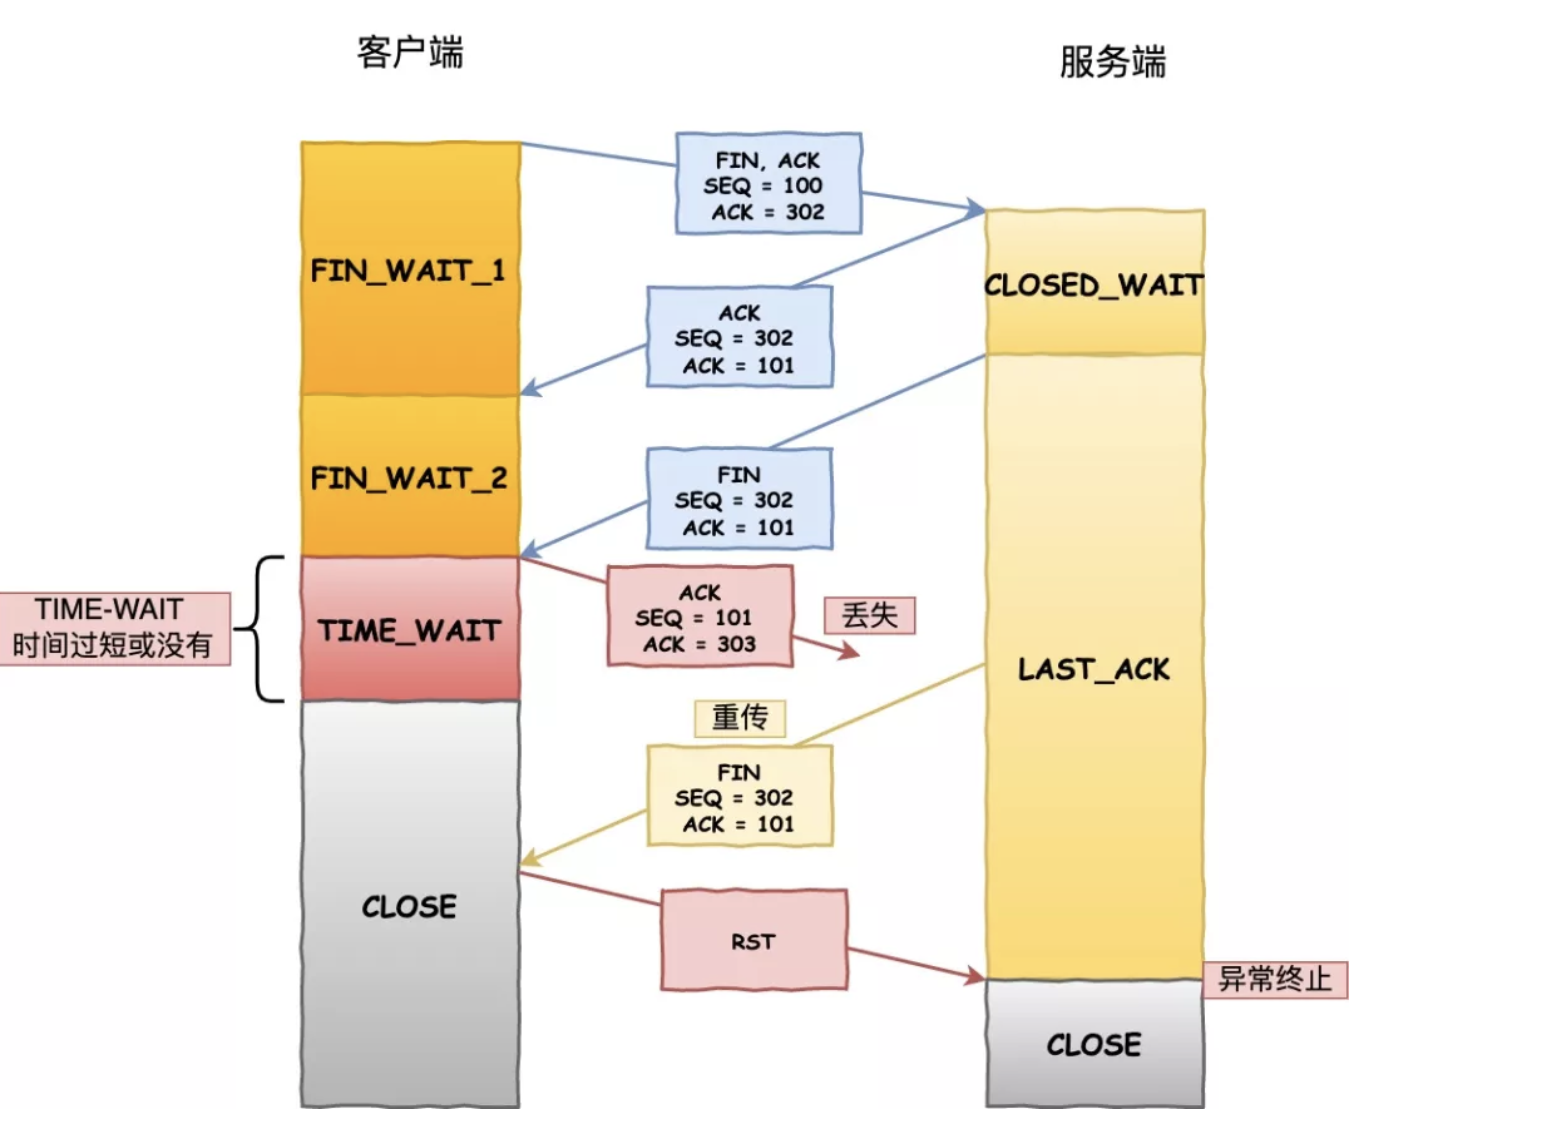 客户端
服务端
FIN, ACK
SEQ = 100
ACK = 302
FIN_WAIT_1
CLOSED_WAIT
ACK
SEQ = 302
ACK = 101
FIN_WAIT_2
FIN
SEQ = 302
ACK = 101
TIME-WAIT
时间过短或没有
TIME_WAIT
ACK
SEQ = 101
ACK = 303
丢失
LAST_ACK
重传
FIN
SEQ = 302
ACK = 101
CLOSE
RST
异常终止
CLOSE